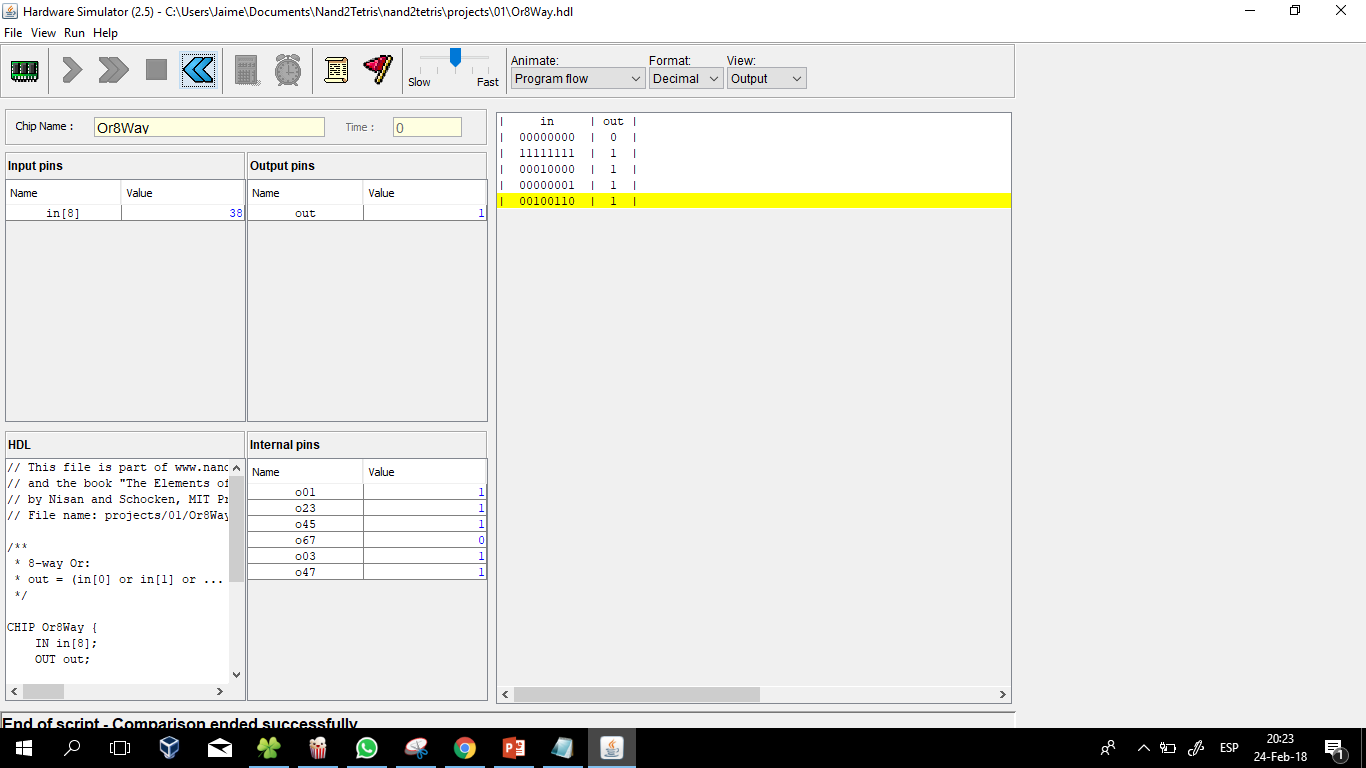 Hardware Simulator (2.5) - C:\Users\Jaime\Documents\Nand2Tetris\nand2tetris\projects\01\Or8Way.hdl
File View Run Help
Slow Fast
Animate: Format: View:
Program flow Decimal Output
Chip Name : Or8Way Time : 0
Input pins
Name Value
in[8] 38
Output pins
Name Value
out 1
HDL
// This file is part of www.nand
// and the book "The Elements of
// by Nisan and Schocken, MIT Pr
// File name: projects/01/Or8Way
/**
* 8-way Or:
* out = (in[0] or in[1] or ...
*/
CHIP Or8Way {
IN in[8];
OUT out;
Internal pins
Name Value
o01 1
o23 1
o45 1
o67 0
o03 1
o47 1
| in | out |
| 00000000 | 0 |
| 11111111 | 1 |
| 00010000 | 1 |
| 00000001 | 1 |
| 00100110 | 1 |
End of script - Comparison ended successfully
ESP
20:23
24-Feb-18
1